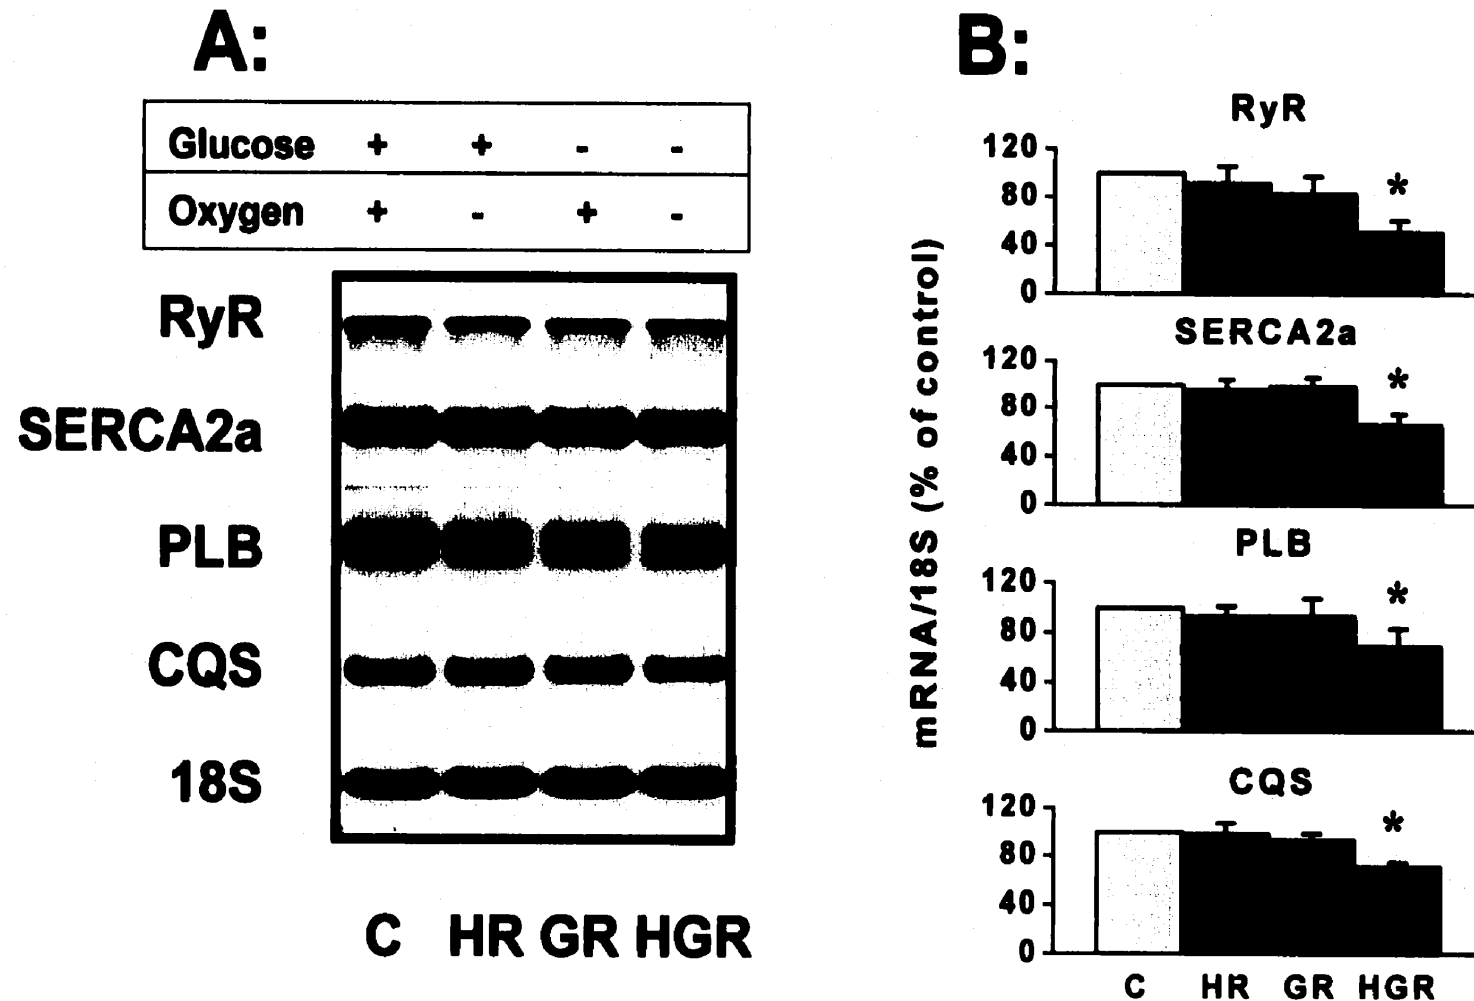 A:
Glucose + + - -
Oxygen + - + -
RyR
SERCA2a
PLB
CQS
18S
C HR GR HGR
B:
mRNA/18S (% of control)
RyR
120
80
40
0
*
SERCA2a
120
80
40
0
*
PLB
120
80
40
0
*
CQS
120
80
40
0
*
C HR GR HGR